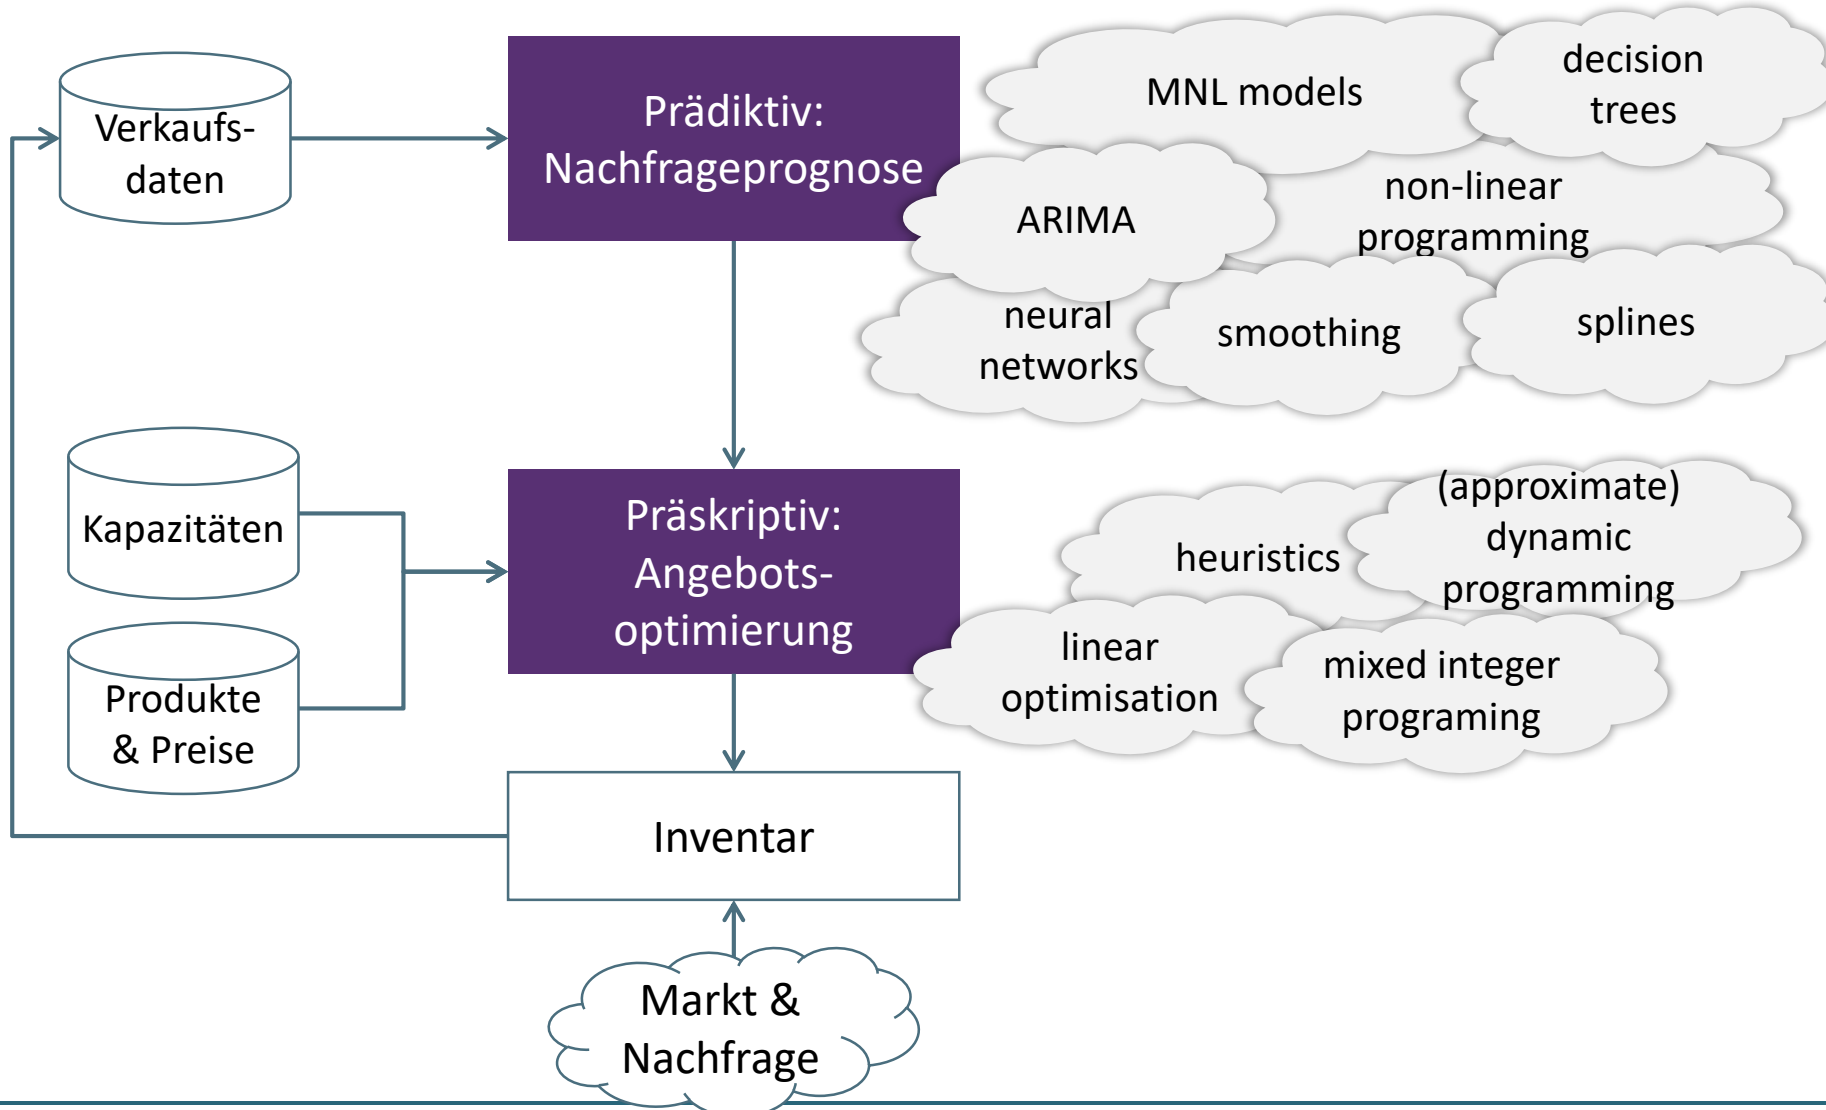 Verkaufs-
daten
Prädiktiv:
Nachfrageprognose
MNL models
decision
trees
ARIMA
non-linear
programming
neural
networks
smoothing
splines
Kapazitäten
Produkte
& Preise
Präskriptiv:
Angebots-
optimierung
heuristics
(approximate)
dynamic
programming
linear
optimisation
mixed integer
programing
Inventar
Markt &
Nachfrage